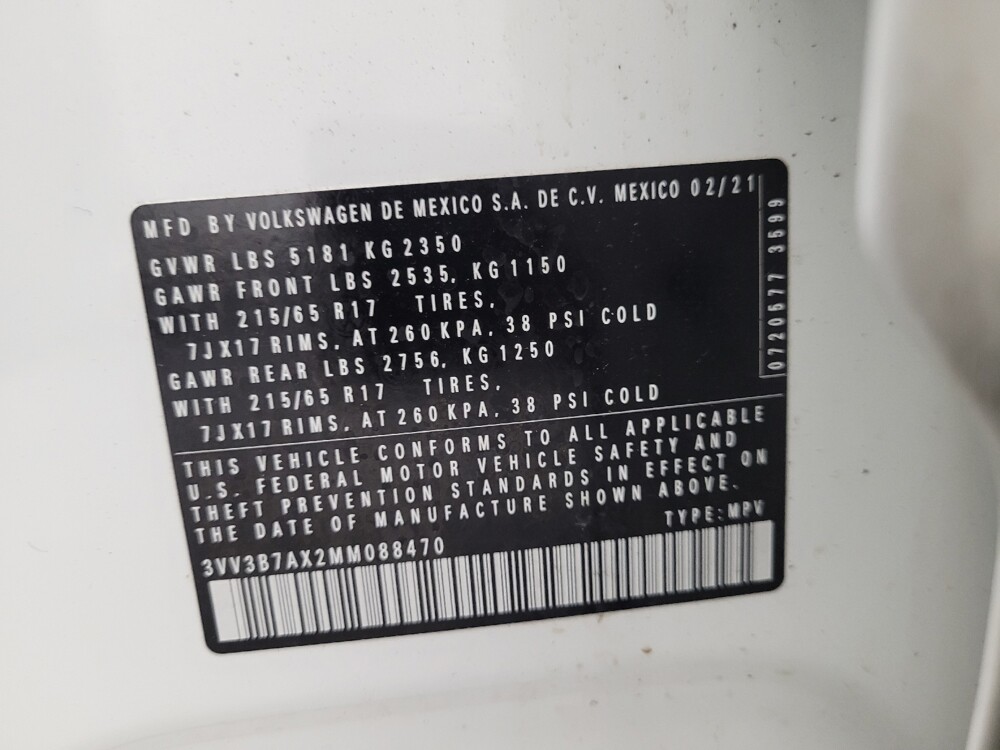 MFD BY VOLKSWAGEN DE MEXICO S.A. DE C.V. MEXICO 02/21
GVWR LBS 5181 KG 2350
GAWR FRONT LBS 2535, KG 1150
WITH 215/65 R17 TIRES,
7JX17 RIMS, AT 260 KPA, 38 PSI COLD
GAWR REAR LBS 2756, KG 1250
WITH 215/65 R17 TIRES,
7JX17 RIMS, AT 260 KPA, 38 PSI COLD
0720577 3599
THIS VEHICLE CONFORMS TO ALL APPLICABLE
U.S. FEDERAL MOTOR VEHICLE SAFETY AND
THEFT PREVENTION STANDARDS IN EFFECT ON
THE DATE OF MANUFACTURE SHOWN ABOVE.
TYPE:MPV
3VV3B7AX2MM088470